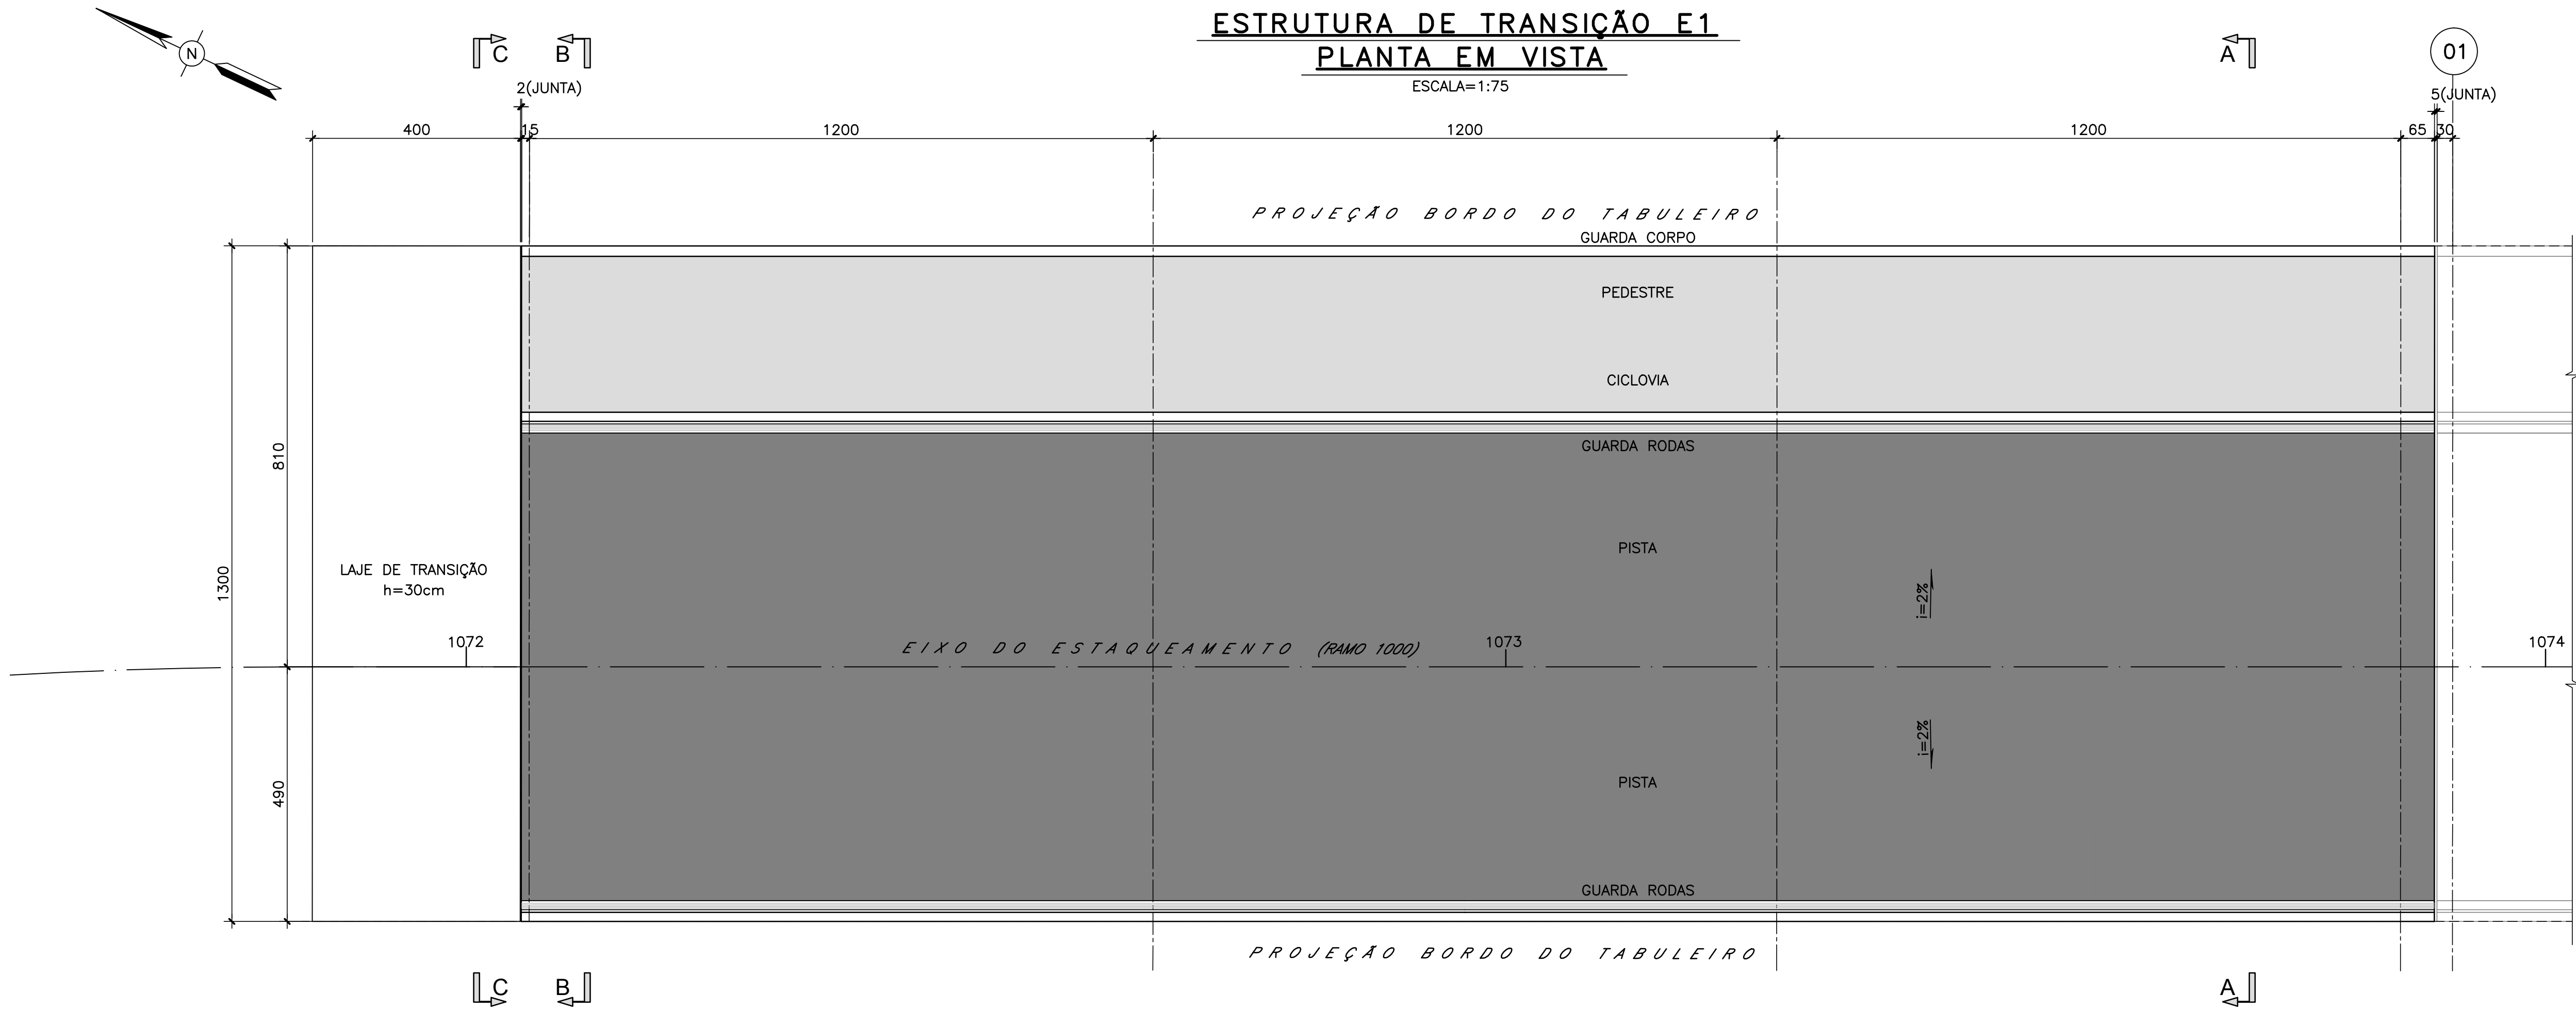 ESTRUTURA DE TRANSIÇÃO E1
PLANTA EM VISTA
ESCALA=1:75
N
C
B
A
01
2(JUNTA)
5(JUNTA)
400
15
1200
1200
1200
65
30
PROJEÇÃO BORDO DO TABULEIRO
GUARDA CORPO
PEDESTRE
CICLOVIA
GUARDA RODAS
810
PISTA
LAJE DE TRANSIÇÃO
h=30cm
1300
i=2%
1072
EIXO DO ESTAQUEAMENTO (RAMO 1000)
1073
1074
i=2%
PISTA
490
GUARDA RODAS
PROJEÇÃO BORDO DO TABULEIRO
C
B
A